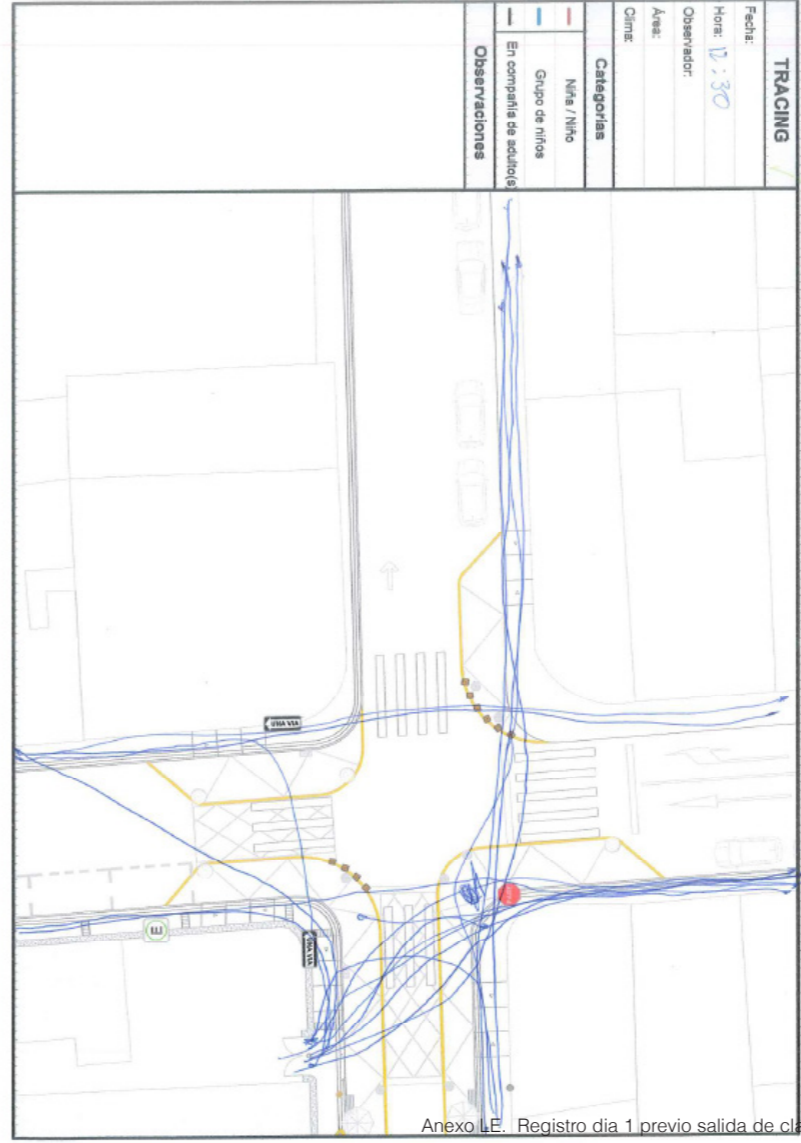 TRACING
Fecha:
Hora: 12:30
Observador:
Área:
Clima:
Categorías
Niña / Niño
Grupo de niños
En compañía de adulto(s)
Observaciones
UNA VIA
UNA VIA
E
Anexo LE. Registro dia 1 previo salida de cla